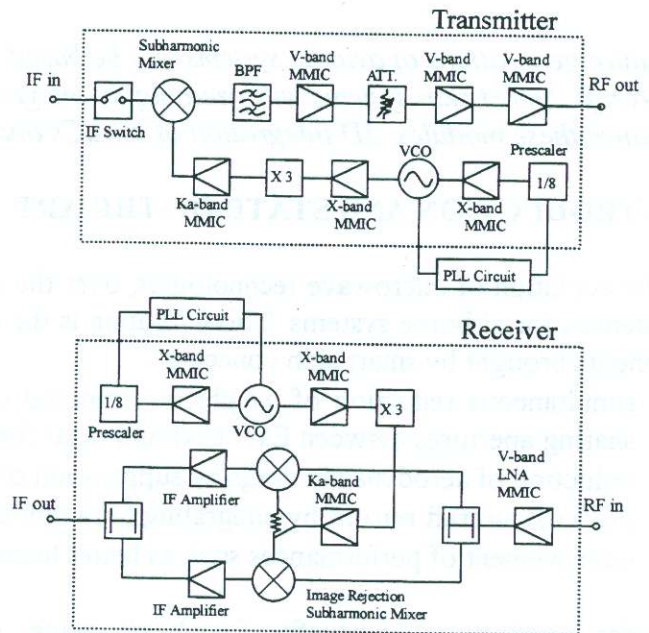 Transmitter
Subharmonic
Mixer
BPF
V-band
MMIC
ATT.
V-band
MMIC
V-band
MMIC
IF in
RF out
IF Switch
VCO
Prescaler
X 3
1/8
Ka-band
MMIC
X-band
MMIC
X-band
MMIC
PLL Circuit
PLL Circuit
Receiver
X-band
MMIC
X-band
MMIC
1/8
X 3
Prescaler
VCO
V-band
LNA
MMIC
IF Amplifier
Ka-band
MMIC
IF out
RF in
IF Amplifier
Image Rejection
Subharmonic Mixer